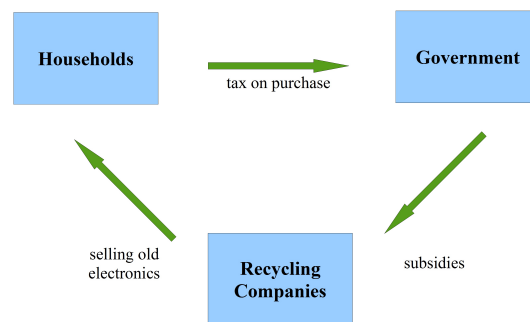 Households
Government
tax on purchase
selling old
electronics
Recycling
Companies
subsidies